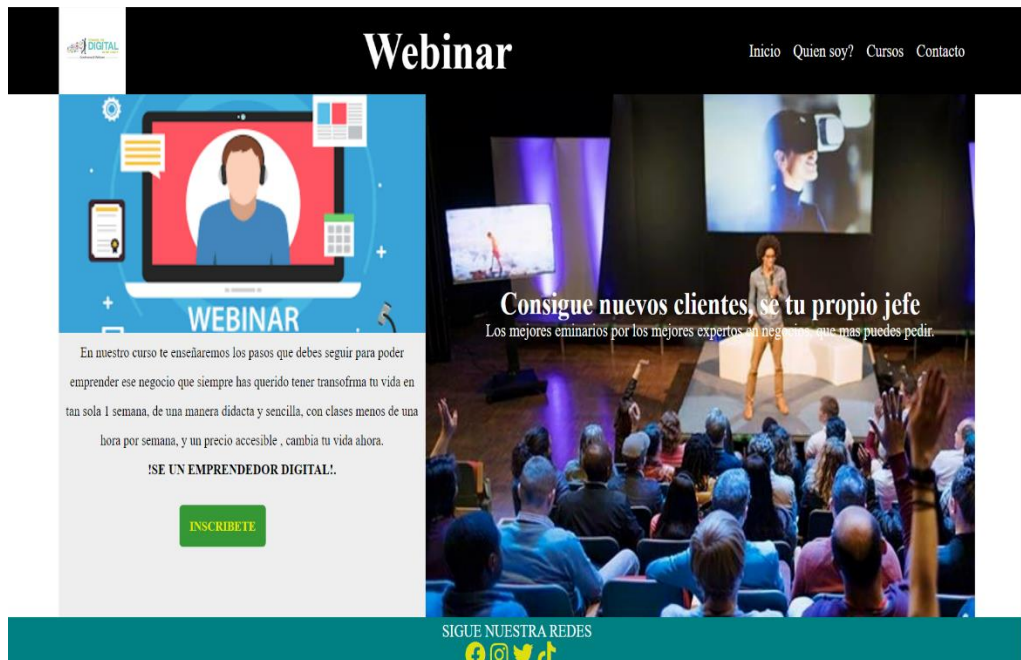 DIGITAL
Webinar
Inicio Quien soy? Cursos Contacto
WEBINAR
En nuestro curso te enseñaremos los pasos que debes seguir para poder
emprender ese negocio que siempre has querido tener transofrma tu vida en
tan sola 1 semana, de una manera didacta y sencilla, con clases menos de una
hora por semana, y un precio accesible , cambia tu vida ahora.
!SE UN EMPRENDEDOR DIGITAL!.
INSCRIBETE
Consigue nuevos clientes, se tu propio jefe
Los mejores eminarios por los mejores expertos en negocios, que mas puedes pedir.
SIGUE NUESTRA REDES